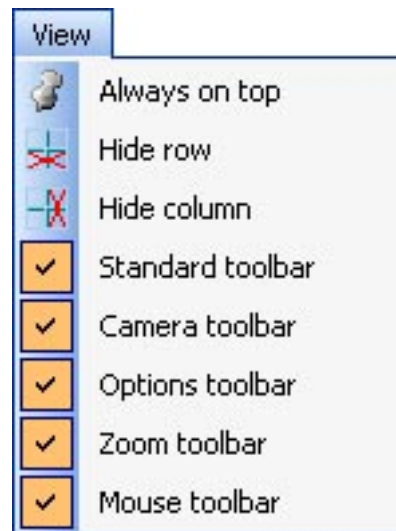 View
Always on top
Hide row
Hide column
Standard toolbar
Camera toolbar
Options toolbar
Zoom toolbar
Mouse toolbar